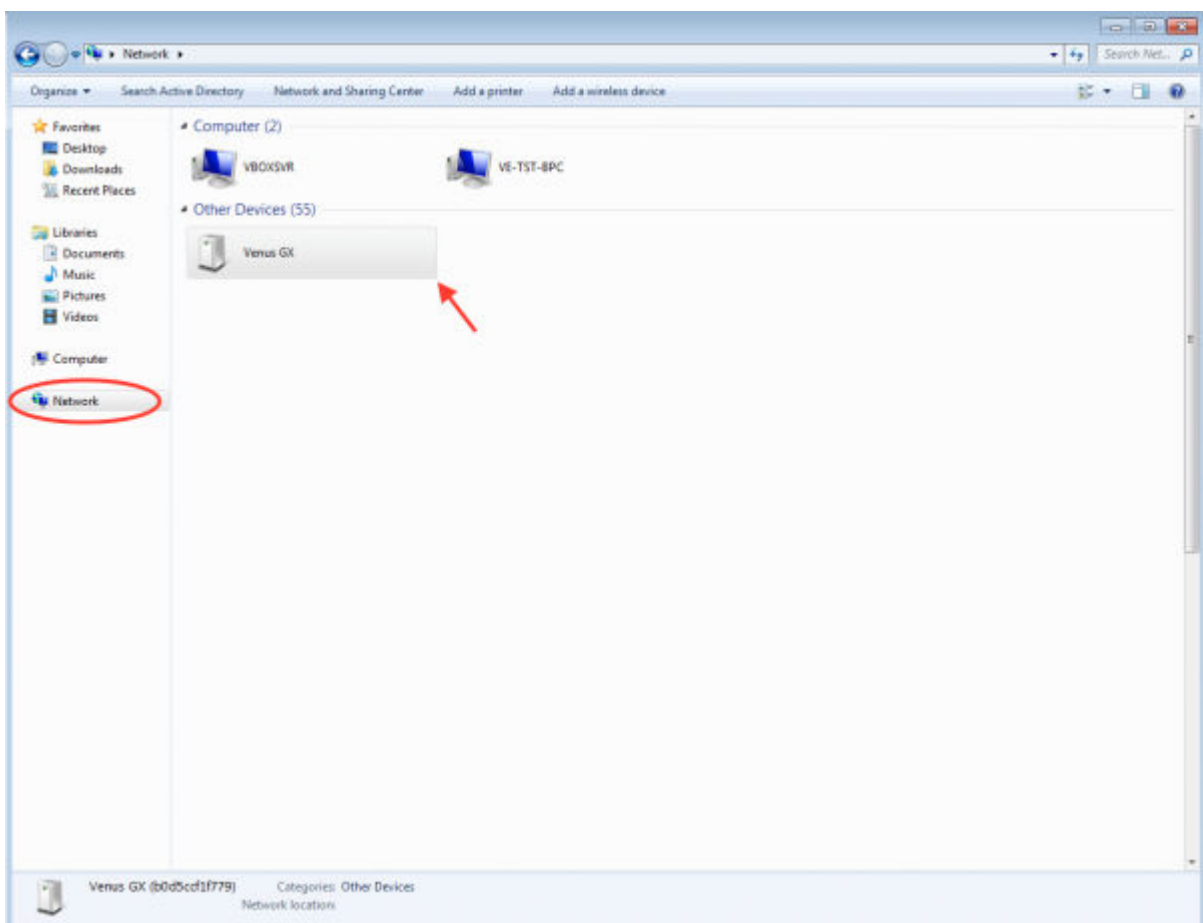 Network
Search Net...
Organize
Search Active Directory
Network and Sharing Center
Add a printer
Add a wireless device
Favorites
Desktop
Downloads
Recent Places
Libraries
Documents
Music
Pictures
Videos
Computer
Network
Computer (2)
VBOXSVR
VE-TST-8PC
Other Devices (55)
Venus GX
Venus GX (b0d5ccf1f779)
Categories: Other Devices
Network location: